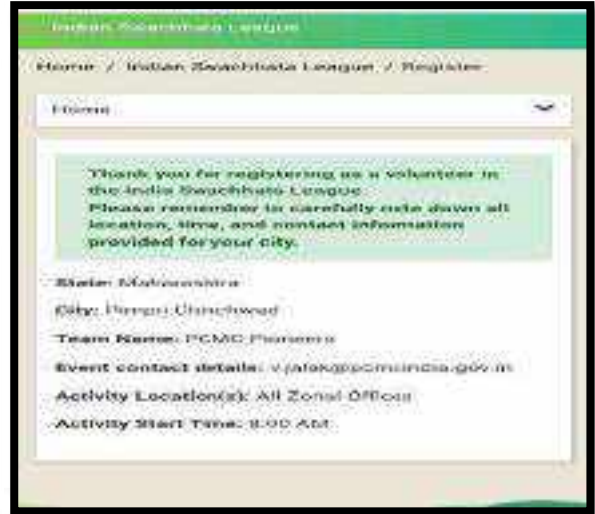 Indian Swachhata League
Home / Indian Swachhata League / Register
Home
Thank you for registering as a volunteer in
the India Swachhata League
Please remember to carefully note down all
location, time, and contact information
provided for your city.
State: Maharashtra
City: Pimpri Chinchwad
Team Name: PCMC Pioneers
Event contact details:
Activity Location(s): All Zonal Offices
Activity Start Time: 8:00 AM